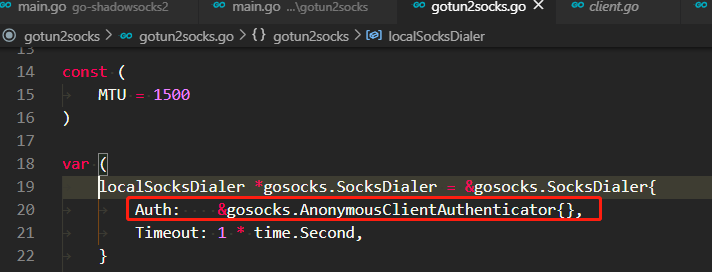 main.go go-shadowsocks2 main.go ...\gotun2socks gotun2socks.go client.go
gotun2socks > gotun2socks.go > {} gotun2socks > localSocksDialer
13
14 const (
15 MTU = 1500
16 )
17
18 var (
19 localSocksDialer *gosocks.SocksDialer = &gosocks.SocksDialer{
20 Auth: &gosocks.AnonymousClientAuthenticator{},
21 Timeout: 1 * time.Second,
22 }